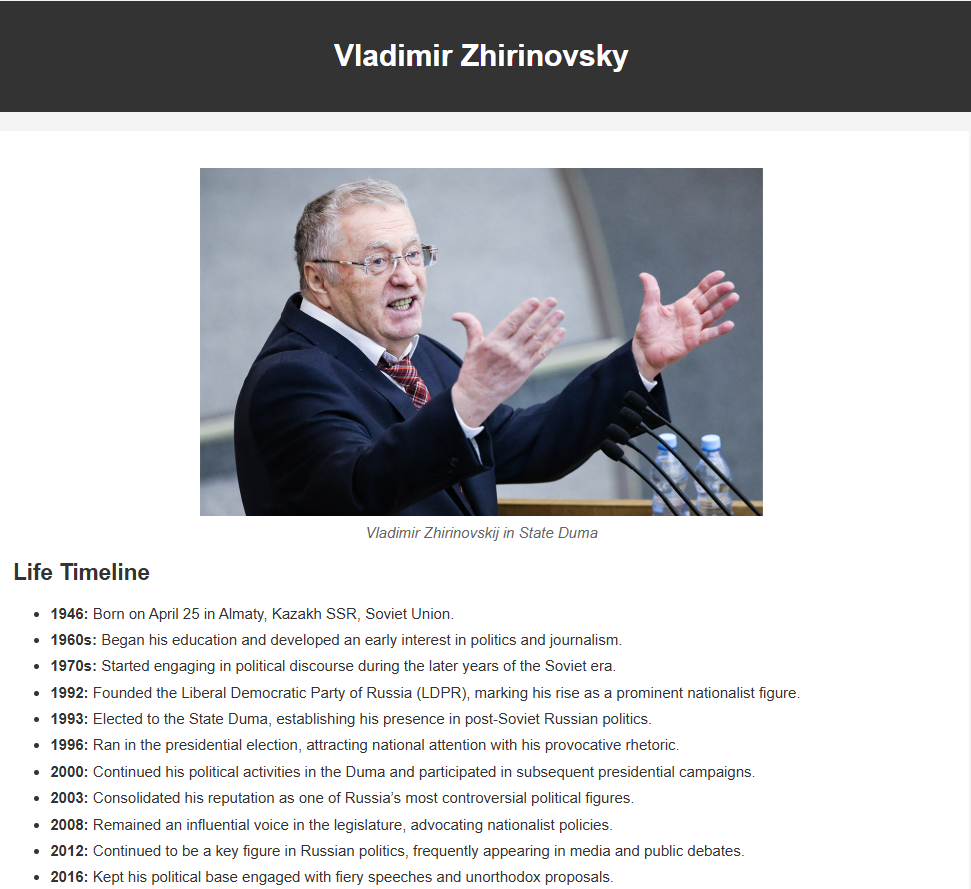 Vladimir Zhirinovsky
Vladimir Zhirinovskij in State Duma
Life Timeline
1946: Born on April 25 in Almaty, Kazakh SSR, Soviet Union.
1960s: Began his education and developed an early interest in politics and journalism.
1970s: Started engaging in political discourse during the later years of the Soviet era.
1992: Founded the Liberal Democratic Party of Russia (LDPR), marking his rise as a prominent nationalist figure.
1993: Elected to the State Duma, establishing his presence in post-Soviet Russian politics.
1996: Ran in the presidential election, attracting national attention with his provocative rhetoric.
2000: Continued his political activities in the Duma and participated in subsequent presidential campaigns.
2003: Consolidated his reputation as one of Russia’s most controversial political figures.
2008: Remained an influential voice in the legislature, advocating nationalist policies.
2012: Continued to be a key figure in Russian politics, frequently appearing in media and public debates.
2016: Kept his political base engaged with fiery speeches and unorthodox proposals.